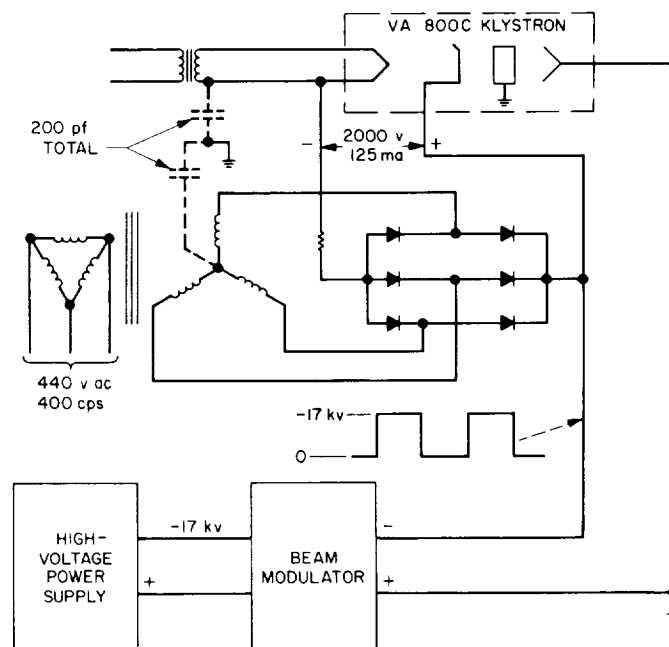 VA 800C KLYSTRON
200 pf
TOTAL
- 2000 v +
125 ma
440 v ac
400 cps
-17 kv
0
HIGH-
VOLTAGE
POWER
SUPPLY
-17 kv
+
BEAM
MODULATOR
-
+